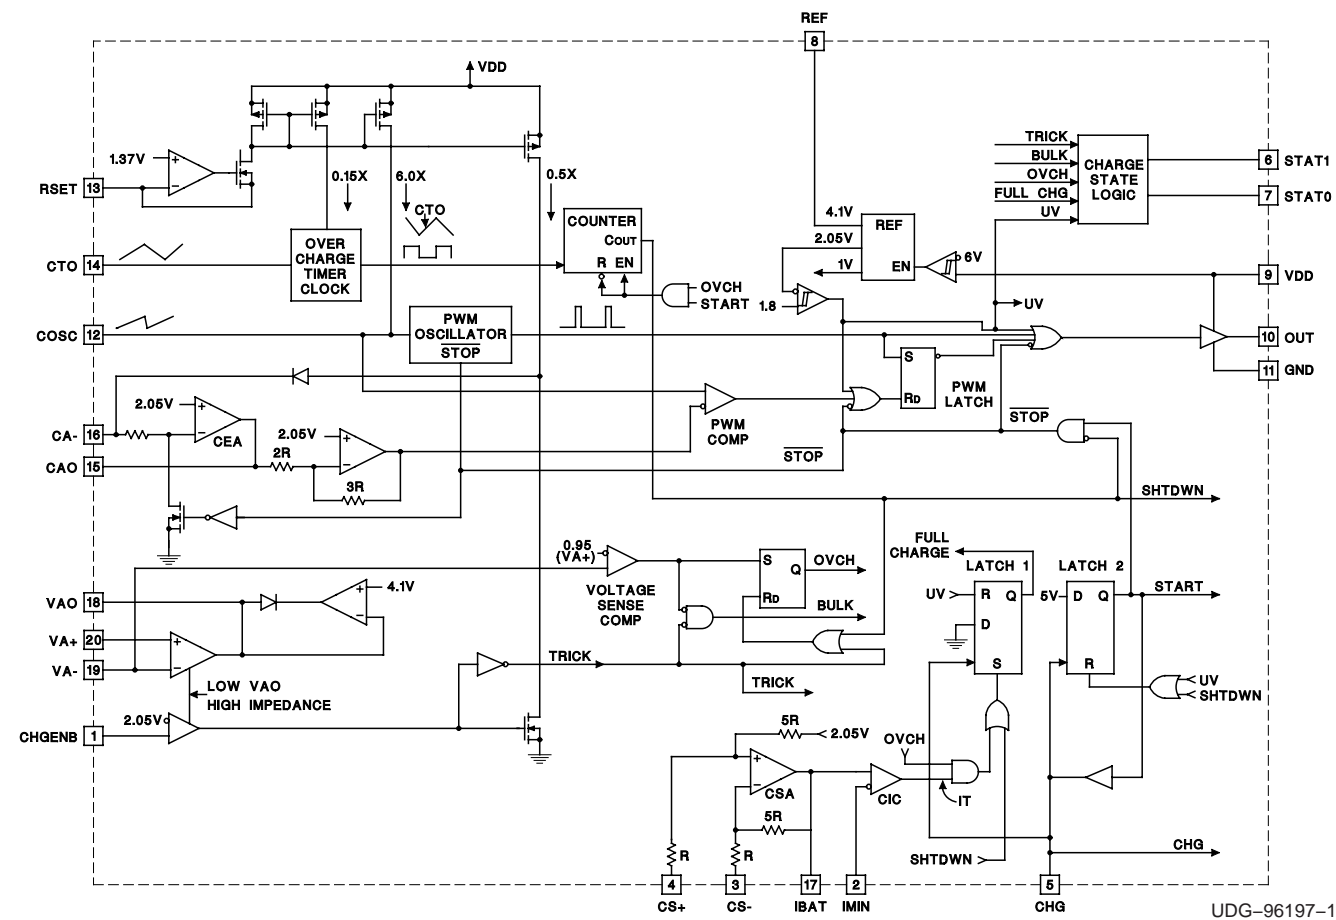 REF
8
VDD
1.37V
RSET 13
0.15X
6.0X
CTO
0.5X
COUNTER
COUT
R EN
OVER
CHARGE
TIMER
CLOCK
CTO 14
OVCH
START
COSC 12
PWM
OSCILLATOR
STOP
TRICK
BULK
OVCH
FULL CHG
UV
CHARGE
STATE
LOGIC
6 STAT1
7 STAT0
4.1V
2.05V
1V
REF
EN
6V
9 VDD
1.8
UV
10 OUT
11 GND
S
RD
PWM
LATCH
PWM
COMP
STOP
STOP
2.05V
CA- 16
CEA
CAO 15
2R
2.05V
3R
SHTDWN
0.95
(VA+)
VOLTAGE
SENSE
COMP
S
Q
RD
OVCH
BULK
FULL
CHARGE
LATCH 1
UV
R Q
D
S
LATCH 2
5V
D Q
R
START
UV
SHTDWN
VAO 18
4.1V
VA+ 20
VA- 19
TRICK
TRICK
LOW VAO
HIGH IMPEDANCE
2.05V
CHGENB 1
5R
2.05V
CSA
5R
R
R
CIC
OVCH
IT
SHTDWN
CHG
4
3
17
2
5
CS+
CS-
IBAT
IMIN
CHG
UDG–96197–1